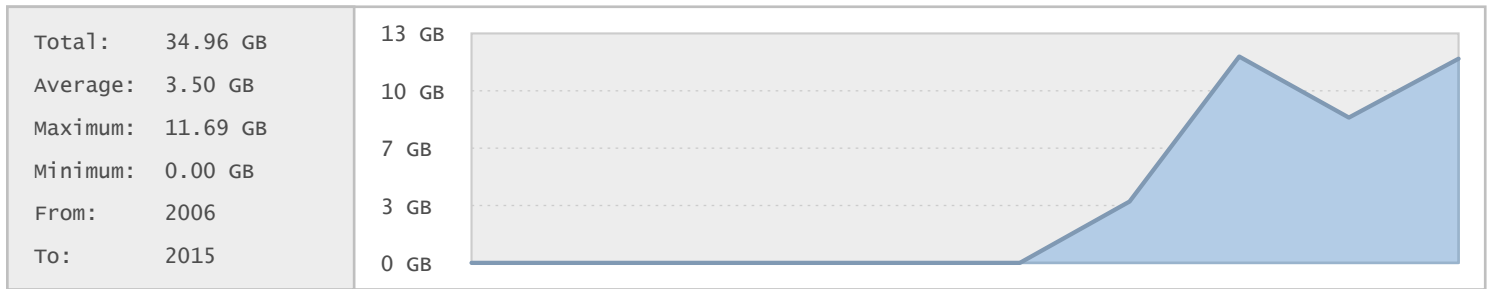 Total: 34.96 GB
Average: 3.50 GB
Maximum: 11.69 GB
Minimum: 0.00 GB
From: 2006
To: 2015
13 GB
10 GB
7 GB
3 GB
0 GB